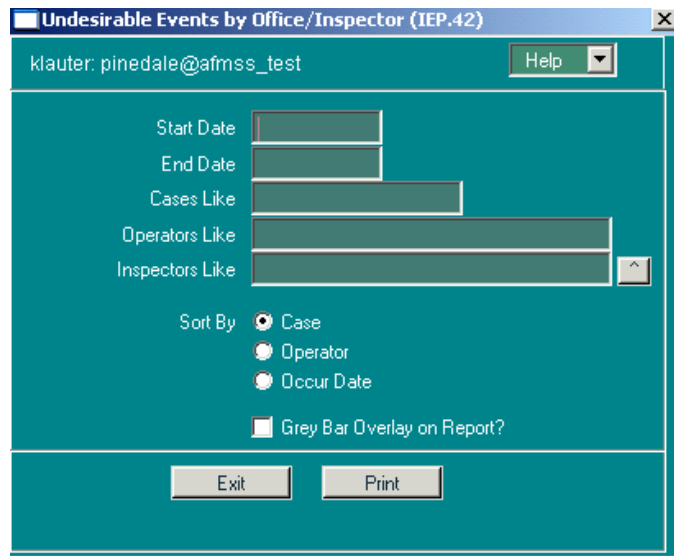 Undesirable Events by Office/Inspector (IEP.42)
klauter: pinedale@afmss_test
Help
Start Date
End Date
Cases Like
Operators Like
Inspectors Like
^
Sort By Case
Operator
Occur Date
Grey Bar Overlay on Report?
Exit Print